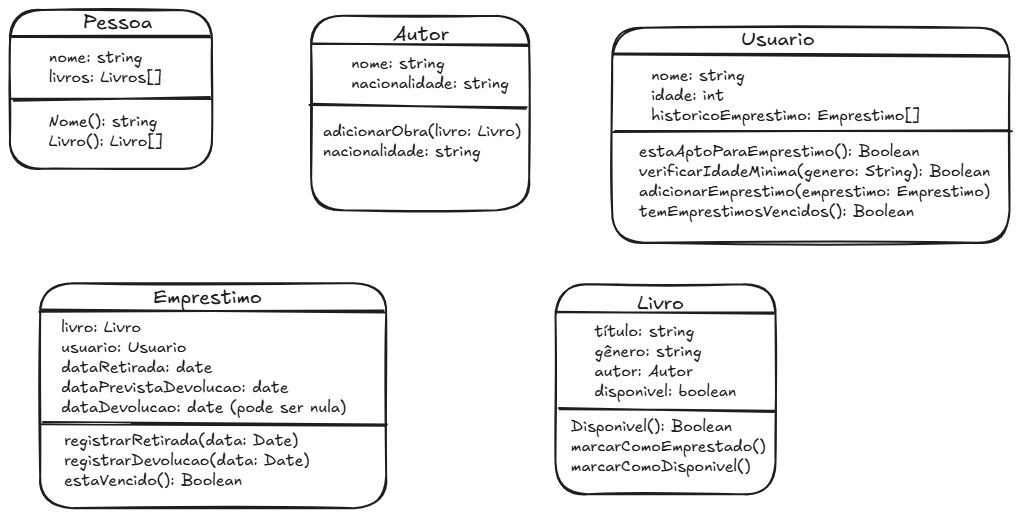 Pessoa
nome: string
livros: Livros[]
Nome(): string
Livro(): Livro[]
Autor
nome: string
nacionalidade: string
adicionarObra(livro: Livro)
nacionalidade: string
Usuario
nome: string
idade: int
historicoEmprestimo: Emprestimo[]
estaAptoParaEmprestimo(): Boolean
verificarIdadeMinima(genero: String): Boolean
adicionarEmprestimo(emprestimo: Emprestimo)
temEmprestimosVencidos(): Boolean
Emprestimo
livro: Livro
usuario: Usuario
dataRetirada: date
dataPrevistaDevolucao: date
dataDevolucao: date (pode ser nula)
registrarRetirada(data: Date)
registrarDevolucao(data: Date)
estaVencido(): Boolean
Livro
título: string
gênero: string
autor: Autor
disponivel: boolean
Disponivel(): Boolean
marcarComoEmprestado()
marcarComoDisponivel()